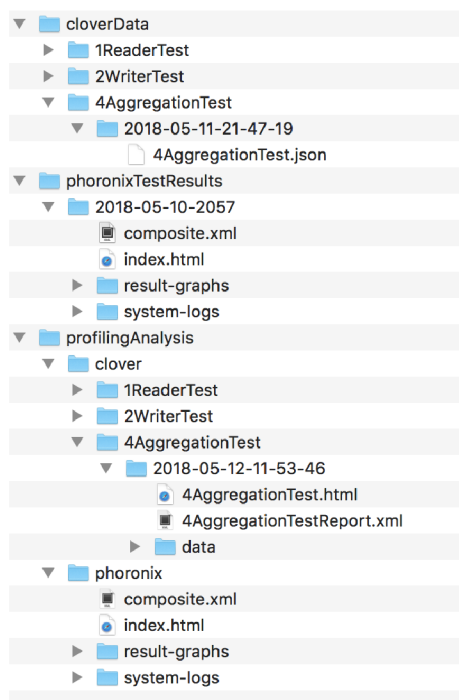 cloverData
1ReaderTest
2WriterTest
4AggregationTest
2018-05-11-21-47-19
4AggregationTest.json
phoronixTestResults
2018-05-10-2057
composite.xml
index.html
result-graphs
system-logs
profilingAnalysis
clover
1ReaderTest
2WriterTest
4AggregationTest
2018-05-12-11-53-46
4AggregationTest.html
4AggregationTestReport.xml
data
phoronix
composite.xml
index.html
result-graphs
system-logs